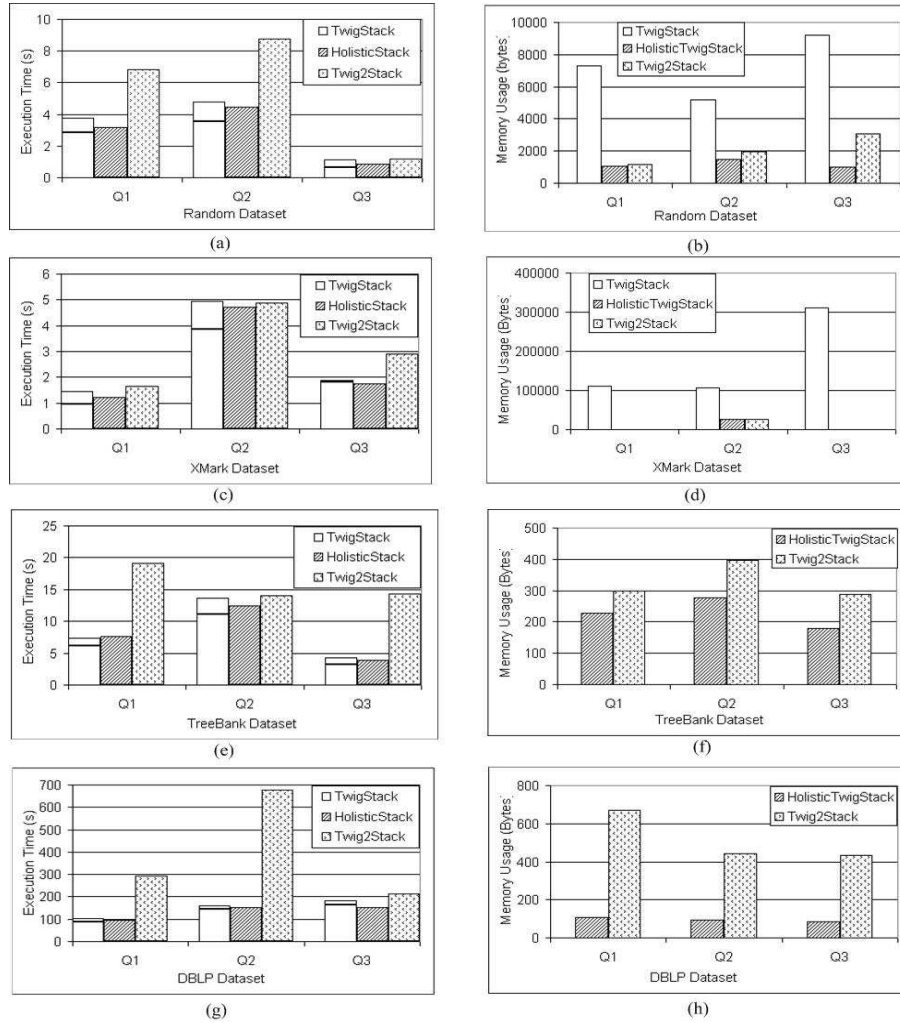 Execution Time (s)
10
8
6
4
2
0
TwigStack
HolisticStack
Twig2Stack
Q1 Q2 Q3
Random Dataset
(a)
Memory Usage (bytes)
10000
8000
6000
4000
2000
0
TwigStack
HolisticTwigStack
Twig2Stack
Q1 Q2 Q3
Random Dataset
(b)
Execution Time (s)
6
5
4
3
2
1
0
TwigStack
HolisticStack
Twig2Stack
Q1 Q2 Q3
XMark Dataset
(c)
Memory Usage (Bytes)
400000
300000
200000
100000
0
TwigStack
HolisticTwigStack
Twig2Stack
Q1 Q2 Q3
XMark Dataset
(d)
Execution Time (s)
25
20
15
10
5
0
TwigStack
HolisticStack
Twig2Stack
Q1 Q2 Q3
TreeBank Dataset
(e)
Memory Usage (Bytes)
500
400
300
200
100
0
HolisticTwigStack
Twig2Stack
Q1 Q2 Q3
TreeBank Dataset
(f)
Execution Time (s)
700
600
500
400
300
200
100
0
TwigStack
HolisticStack
Twig2Stack
Q1 Q2 Q3
DBLP Dataset
(g)
Memory Usage (Bytes)
800
600
400
200
0
HolisticTwigStack
Twig2Stack
Q1 Q2 Q3
DBLP Dataset
(h)